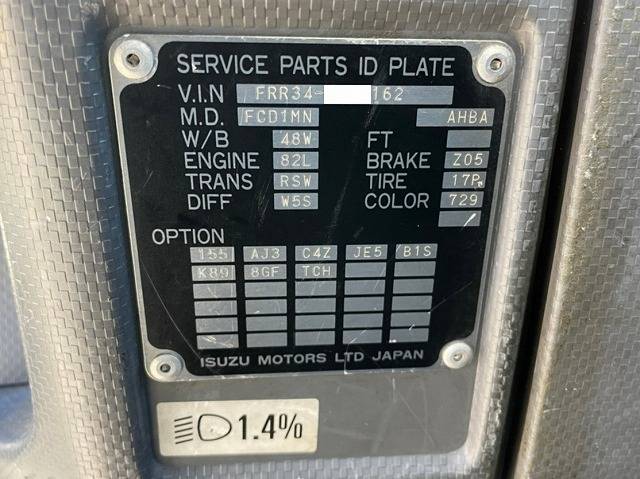 SERVICE PARTS ID PLATE
V.I.N FRR34- 162
M.D. FCD1MN AHBA
W/B 48W FT
ENGINE 82L BRAKE Z05
TRANS RSW TIRE 17P
DIFF W5S COLOR 729
OPTION
155 AJ3 C4Z JE5 B1S
K89 8GF TCH
ISUZU MOTORS LTD JAPAN
1.4%